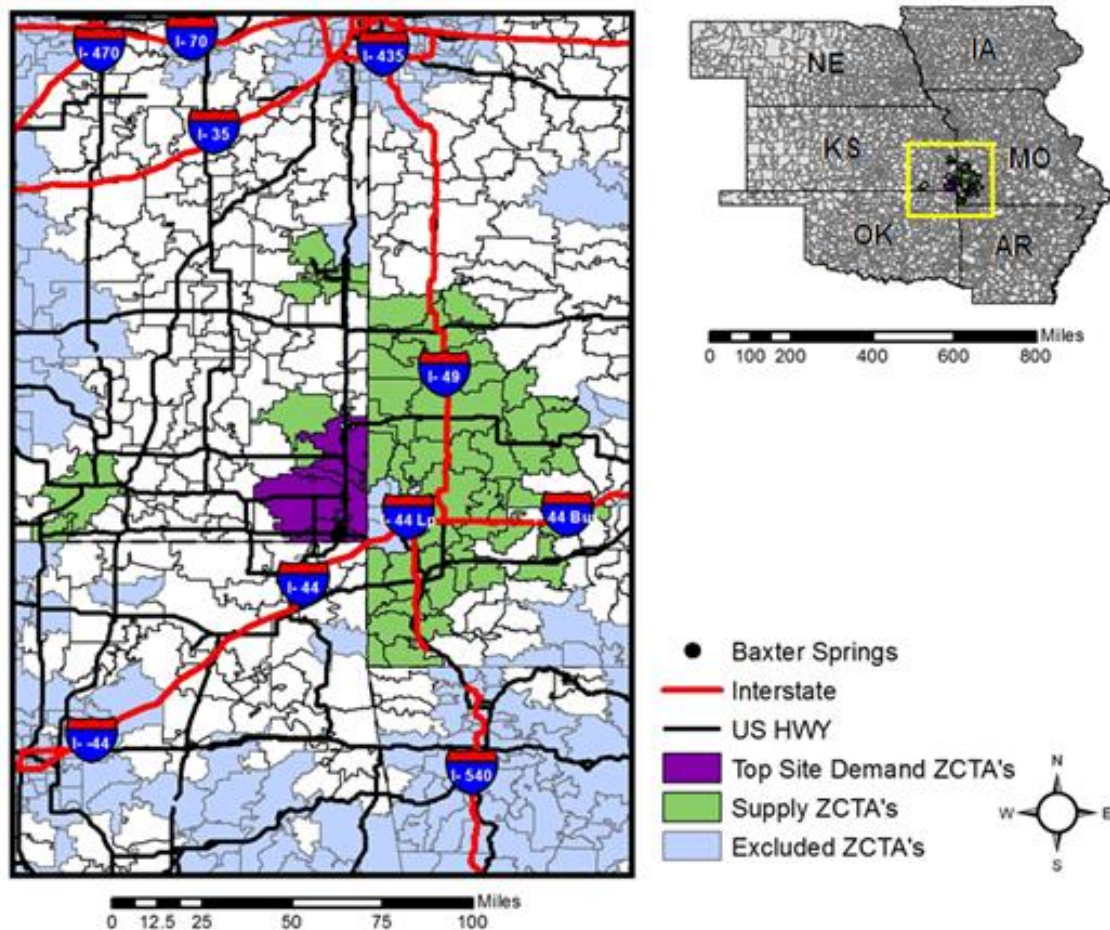 I- 470
I- 70
I- 435
I- 35
I- 49
I- 44 Lp
44 Bu
I- 44
I- -44
I- 540
Miles
0 12.5 25 50 75 100
NE
IA
KS
MO
OK
AR
Miles
0 100 200 400 600 800
Baxter Springs
Interstate
US HWY
Top Site Demand ZCTA's
Supply ZCTA's
Excluded ZCTA's
N
W E
S